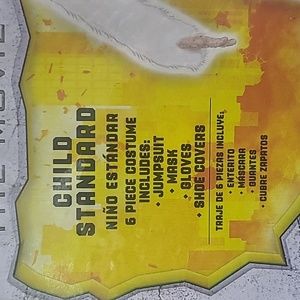 THE MOVIE
CHILD
STANDARD
NIÑO ESTÁNDAR
6 PIECE COSTUME
INCLUDES:
• JUMPSUIT
• MASK
• GLOVES
• SHOE COVERS
TRAJE DE 6 PIEZAS INCLUYE:
• ENTERITO
• MÁSCARA
• GUANTES
• CUBRE ZAPATOS